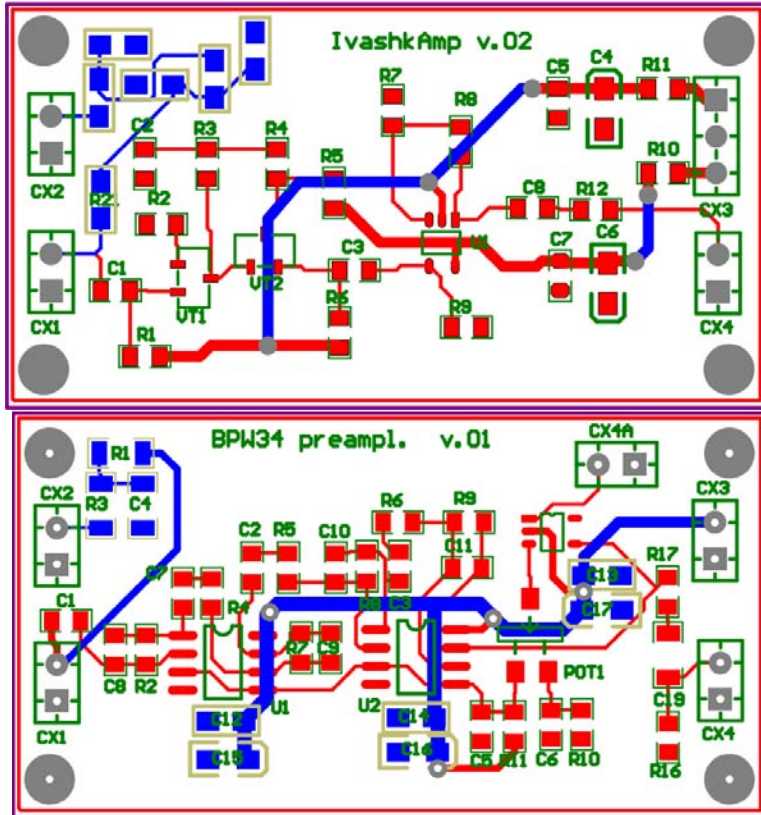 IvashkAmp v.02
C5 C4 R11
R7
R8
C2 R3 R4
R5
R10
CX2
R2
C8 R12
CX3
U1
C3
C7 C6
C1
VT2
VT1
R6
CX1
R9
CX4
R1
BPW34 preampl. v.01
CX4A
R1
CX2
R3 C4
CX3
R6 R9
C2 R5 C10
C11
R17
C7
C13
R4
R8 C3
C17
C1
R7 C9
C8 R2
POT1
U1 U2
C12 C14
C19
CX1
CX4
C15 C16
C5 R11 C6 R10
R16